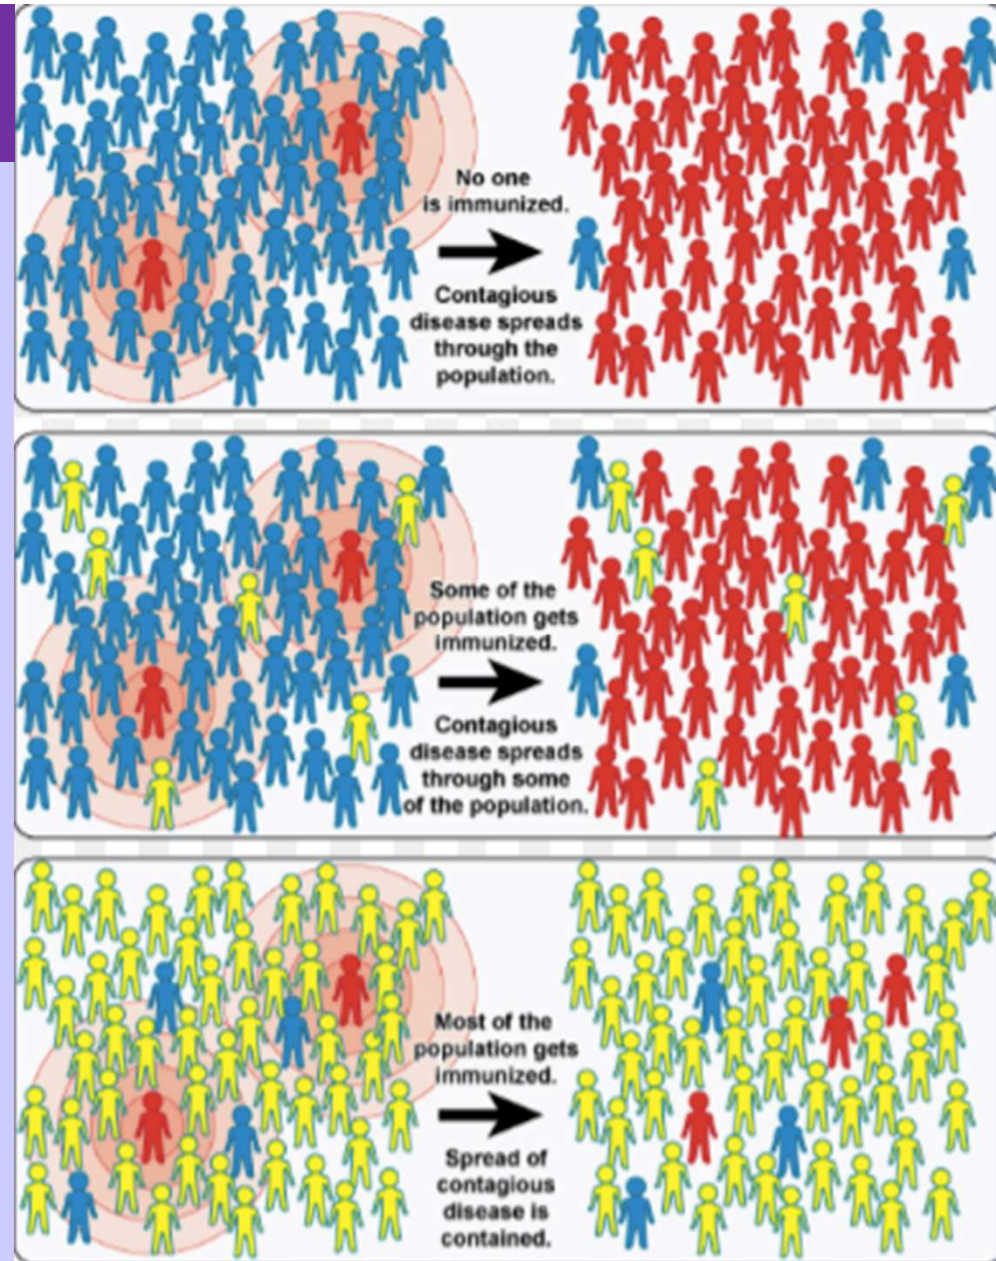 No one
is immunized.
Contagious
disease spreads
through the
population.
Some of the
population gets
immunized.
Contagious
disease spreads
through some
of the population.
Most of the
population gets
immunized.
Spread of
contagious
disease is
contained.